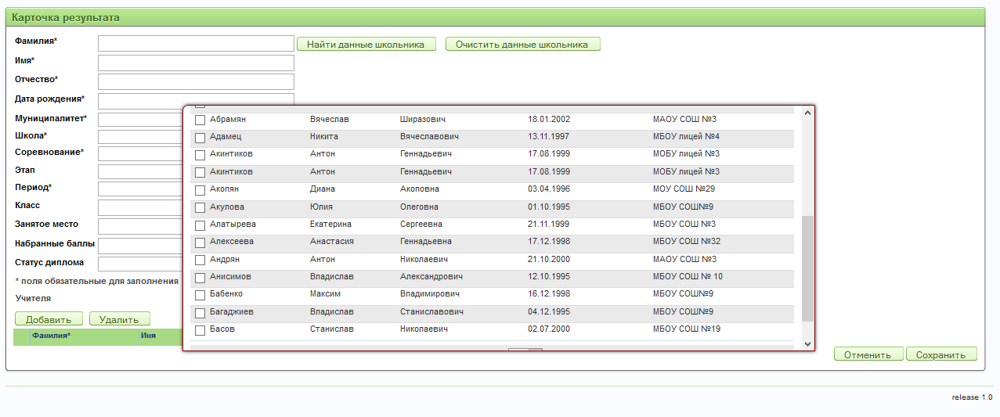 Карточка результата
Фамилия*
Найти данные школьника
Очистить данные школьника
Имя*
Отчество*
Дата рождения*
Муниципалитет*
Школа*
Соревнование*
Этап
Период*
Класс
Занятое место
Набранные баллы
Статус диплома
* поля обязательные для заполнения
Учителя
Добавить Удалить
Фамилия* Имя
Абрамян Вячеслав Ширазович 18.01.2002 МАОУ СОШ №3
Адамец Никита Вячеславович 13.11.1997 МБОУ лицей №4
Акинтиков Антон Геннадьевич 17.08.1999 МОБУ лицей №3
Акинтиков Антон Геннадьевич 17.08.1999 МОБУ лицей №3
Акопян Диана Акоповна 03.04.1996 МОУ СОШ №29
Акулова Юлия Олеговна 01.10.1995 МБОУ СОШ№9
Алатырева Екатерина Сергеевна 21.11.1999 МБОУ СОШ №3
Алексеева Анастасия Геннадьевна 17.12.1998 МБОУ СОШ №32
Андрян Антон Николаевич 21.10.2000 МАОУ СОШ №3
Анисимов Владислав Александрович 12.10.1995 МБОУ СОШ № 10
Бабенко Максим Владимирович 16.12.1998 МБОУ СОШ№9
Багаджиев Владислав Станиславович 04.12.1995 МБОУ СОШ№9
Басов Станислав Николаевич 02.07.2000 МБОУ СОШ №19
Отменить Сохранить
release 1.0